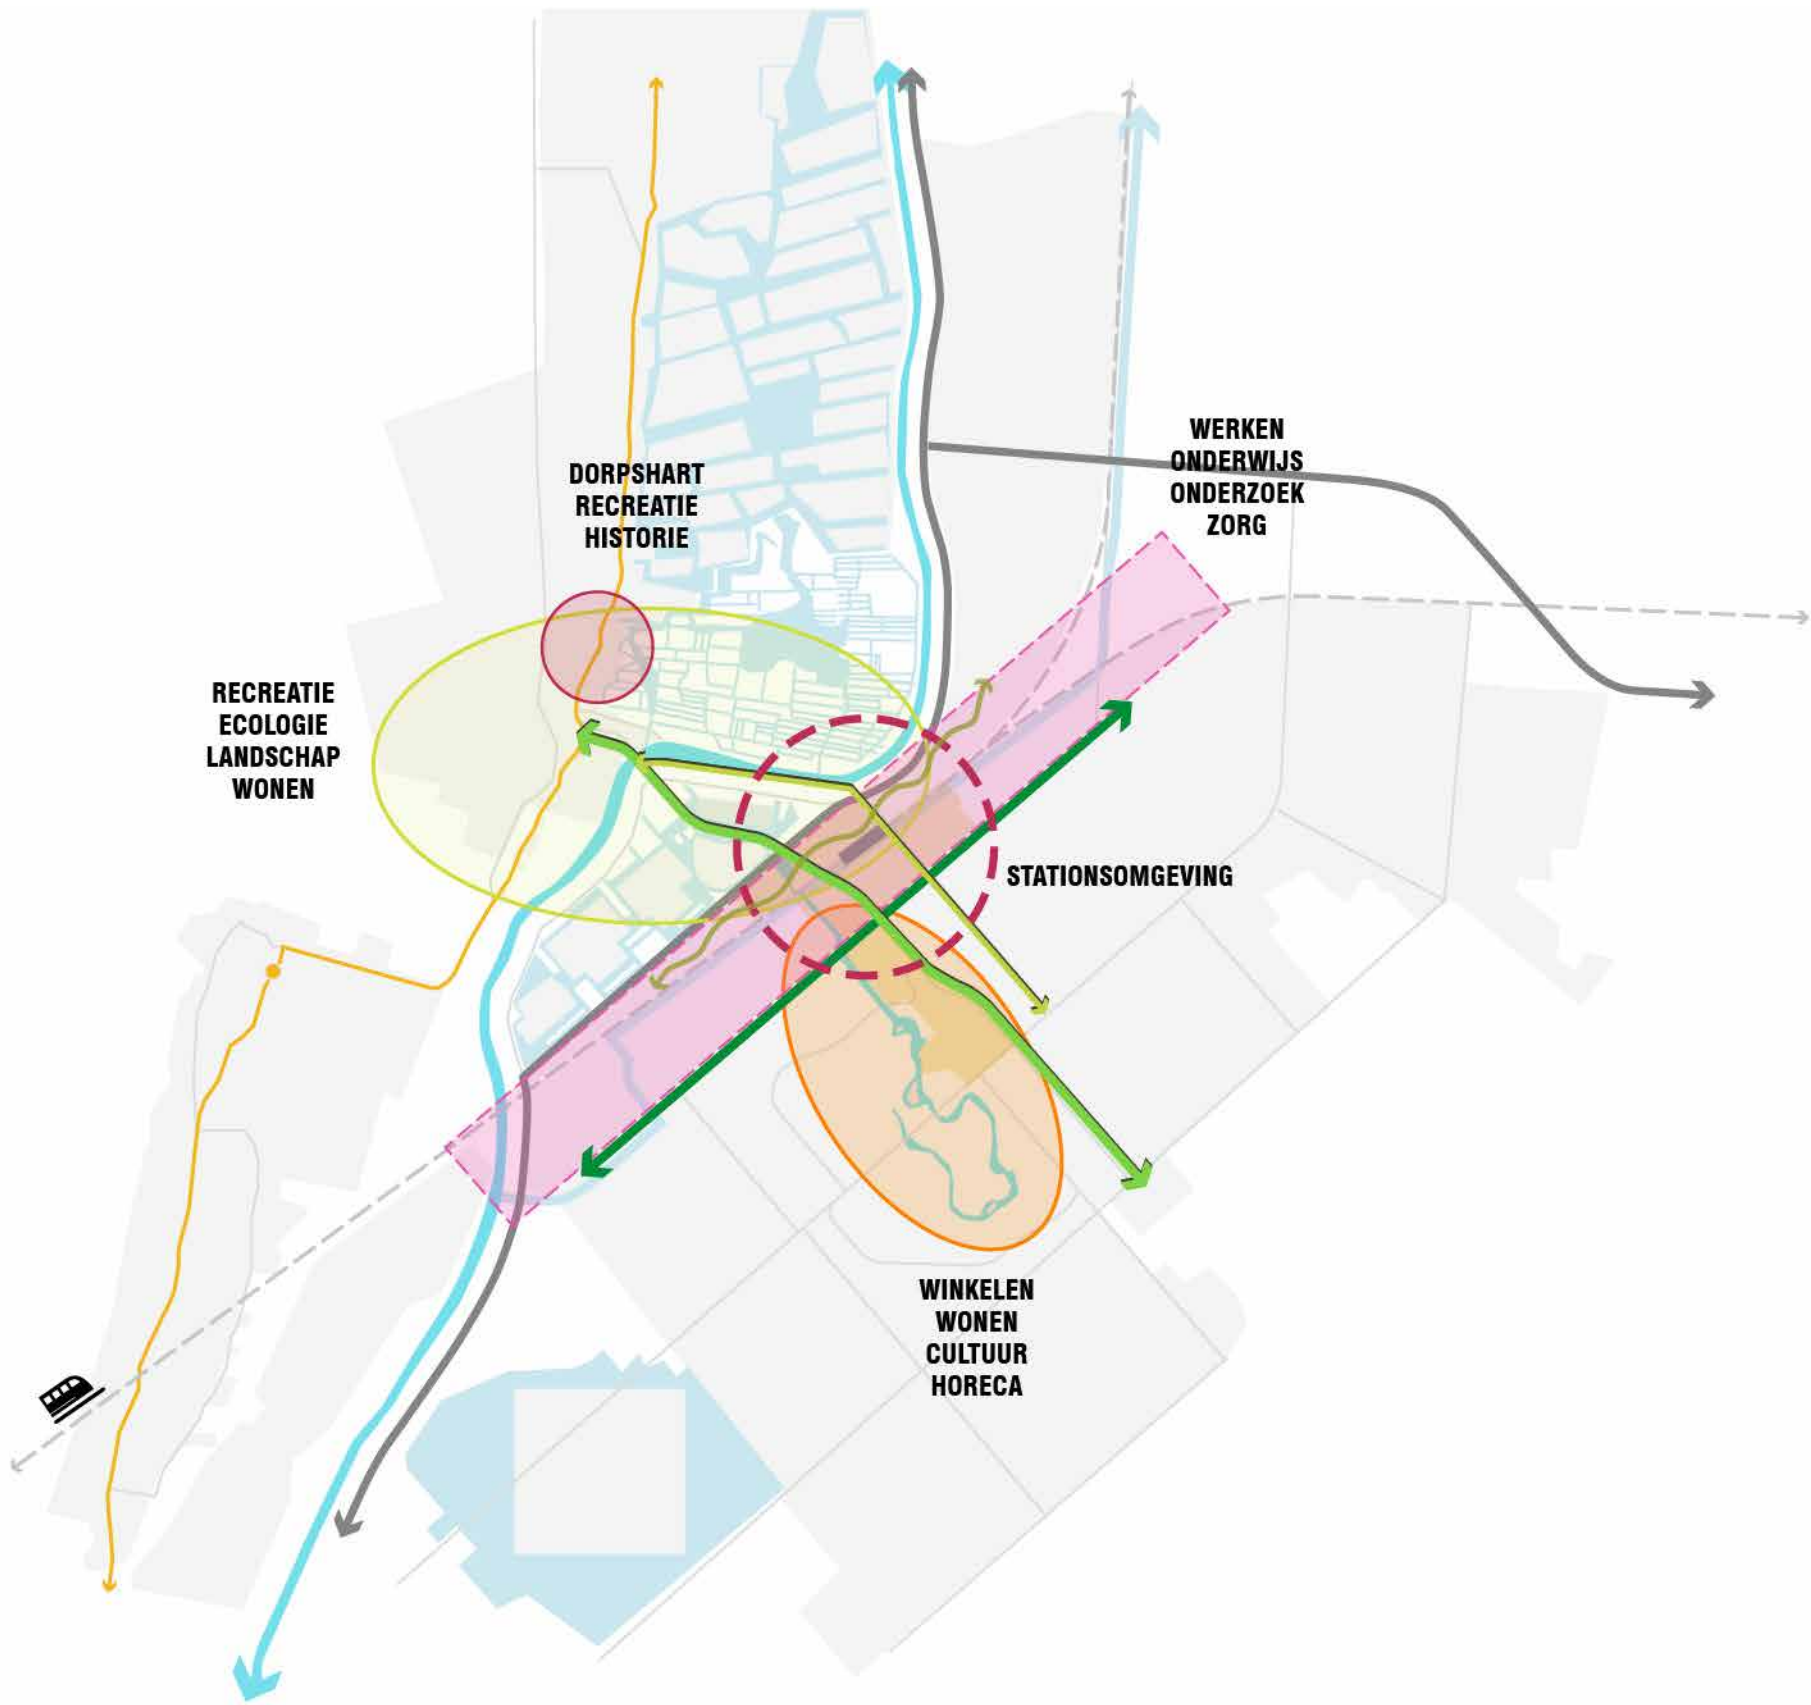 WERKEN
ONDERWIJS
ONDERZOEK
ZORG
DORPSHART
RECREATIE
HISTORIE
RECREATIE
ECOLOGIE
LANDSCHAP
WONEN
STATIONSOMGEVING
WINKELEN
WONEN
CULTUUR
HORECA